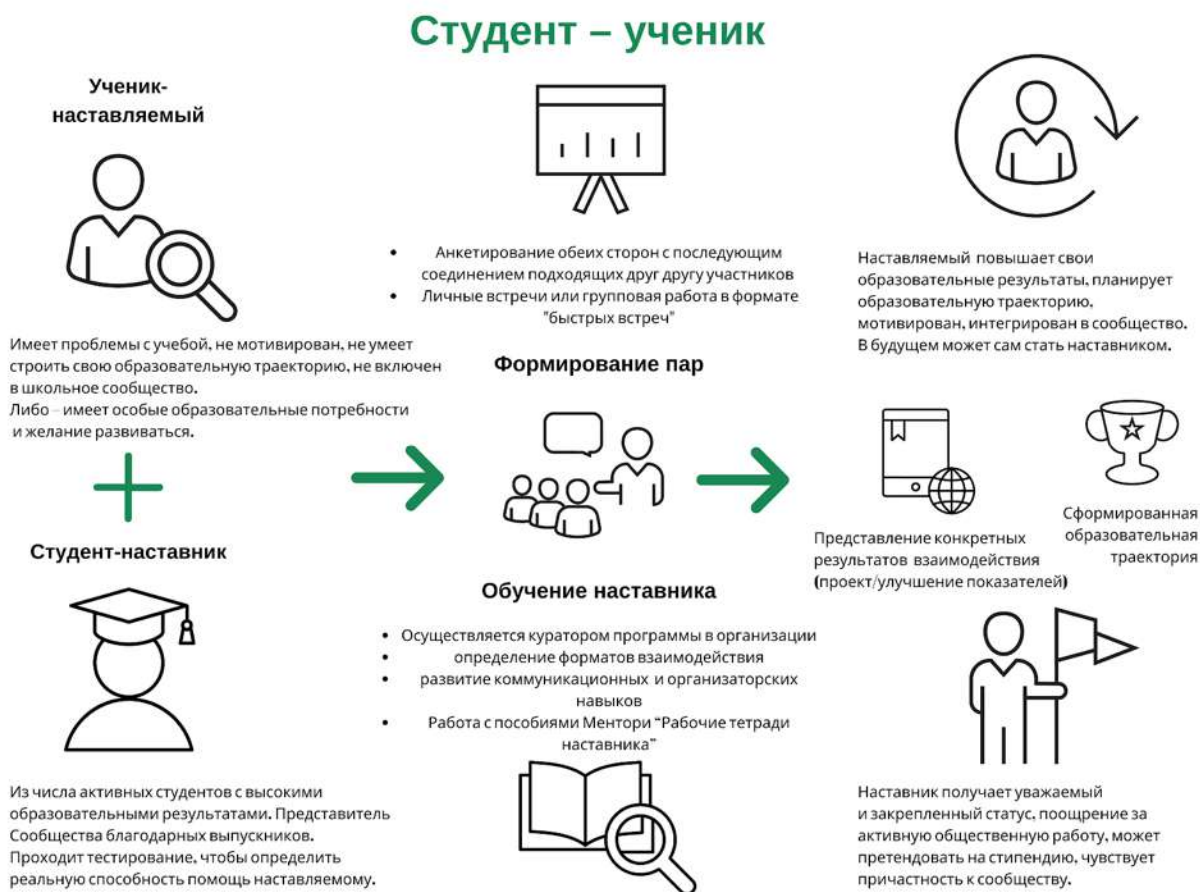 Студент – ученик
Ученик-
наставляемый
Имеет проблемы с учебой, не мотивирован, не умеет
строить свою образовательную траекторию, не включен
в школьное сообщество.
Либо – имеет особые образовательные потребности
и желание развиваться.
Студент-наставник
Из числа активных студентов с высокими
образовательными результатами. Представитель
Сообщества благодарных выпускников.
Проходит тестирование, чтобы определить
реальную способность помощь наставляемому.
• Анкетирование обеих сторон с последующим
соединением подходящих друг другу участников
• Личные встречи или групповая работа в формате
"быстрых встреч"
Формирование пар
Обучение наставника
• Осуществляется куратором программы в организации
• определение форматов взаимодействия
• развитие коммуникационных и организаторских
навыков
• Работа с пособиями Ментори “Рабочие тетради
наставника”
Наставляемый повышает свои
образовательные результаты, планирует
образовательную траекторию,
мотивирован, интегрирован в сообщество.
В будущем может сам стать наставником.
Представление конкретных
результатов взаимодействия
(проект/улучшение показателей)
Сформированная
образовательная
траектория
Наставник получает уважаемый
и закрепленный статус, поощрение за
активную общественную работу, может
претендовать на стипендию, чувствует
причастность к сообществу.